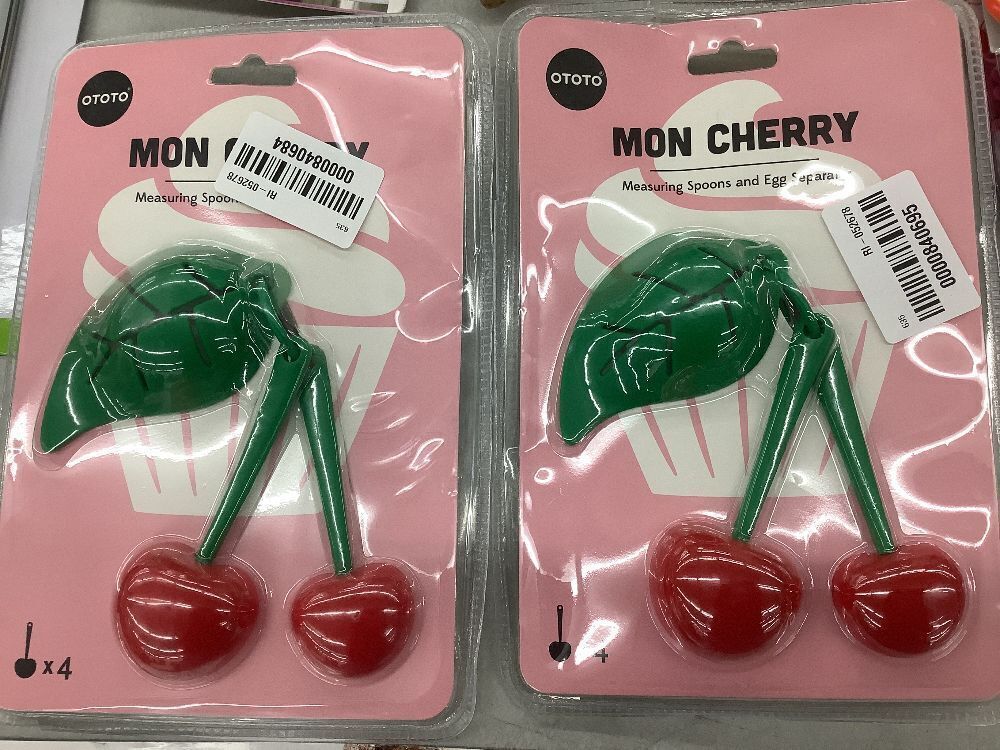 OTOTO
MON
Measuring Spoon
0000840684
RI-052678
635
x4
OTOTO
MON CHERRY
Measuring Spoons and Egg Separat
0000840695
RI-052678
635
4